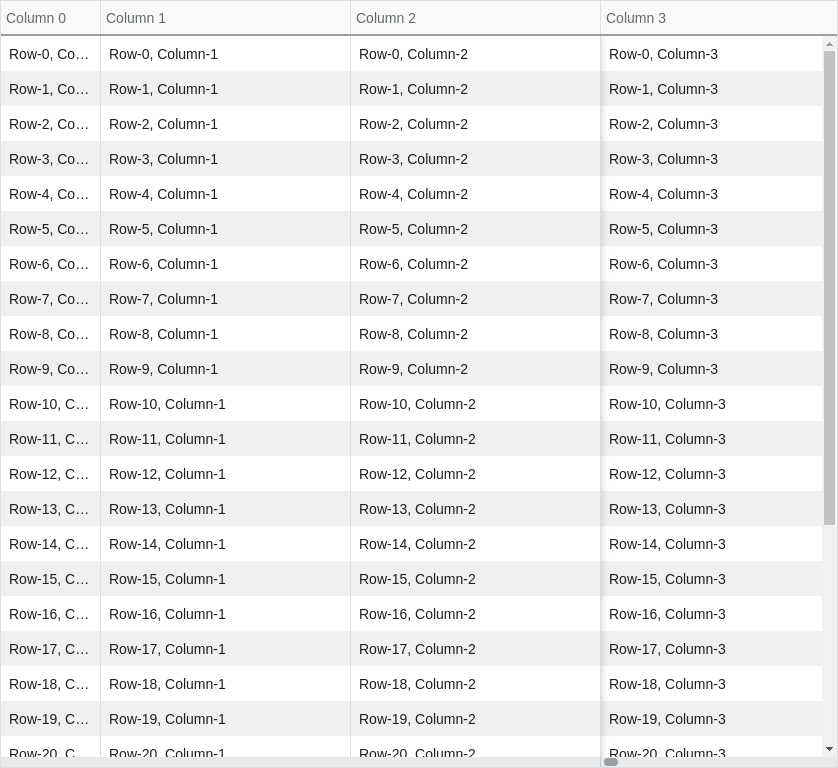 Column 0 Column 1 Column 2 Column 3
Row-0, Co... Row-0, Column-1 Row-0, Column-2 Row-0, Column-3
Row-1, Co... Row-1, Column-1 Row-1, Column-2 Row-1, Column-3
Row-2, Co... Row-2, Column-1 Row-2, Column-2 Row-2, Column-3
Row-3, Co... Row-3, Column-1 Row-3, Column-2 Row-3, Column-3
Row-4, Co... Row-4, Column-1 Row-4, Column-2 Row-4, Column-3
Row-5, Co... Row-5, Column-1 Row-5, Column-2 Row-5, Column-3
Row-6, Co... Row-6, Column-1 Row-6, Column-2 Row-6, Column-3
Row-7, Co... Row-7, Column-1 Row-7, Column-2 Row-7, Column-3
Row-8, Co... Row-8, Column-1 Row-8, Column-2 Row-8, Column-3
Row-9, Co... Row-9, Column-1 Row-9, Column-2 Row-9, Column-3
Row-10, C... Row-10, Column-1 Row-10, Column-2 Row-10, Column-3
Row-11, C... Row-11, Column-1 Row-11, Column-2 Row-11, Column-3
Row-12, C... Row-12, Column-1 Row-12, Column-2 Row-12, Column-3
Row-13, C... Row-13, Column-1 Row-13, Column-2 Row-13, Column-3
Row-14, C... Row-14, Column-1 Row-14, Column-2 Row-14, Column-3
Row-15, C... Row-15, Column-1 Row-15, Column-2 Row-15, Column-3
Row-16, C... Row-16, Column-1 Row-16, Column-2 Row-16, Column-3
Row-17, C... Row-17, Column-1 Row-17, Column-2 Row-17, Column-3
Row-18, C... Row-18, Column-1 Row-18, Column-2 Row-18, Column-3
Row-19, C... Row-19, Column-1 Row-19, Column-2 Row-19, Column-3
Row-20, C... Row-20, Column-1 Row-20, Column-2 Row-20, Column-3